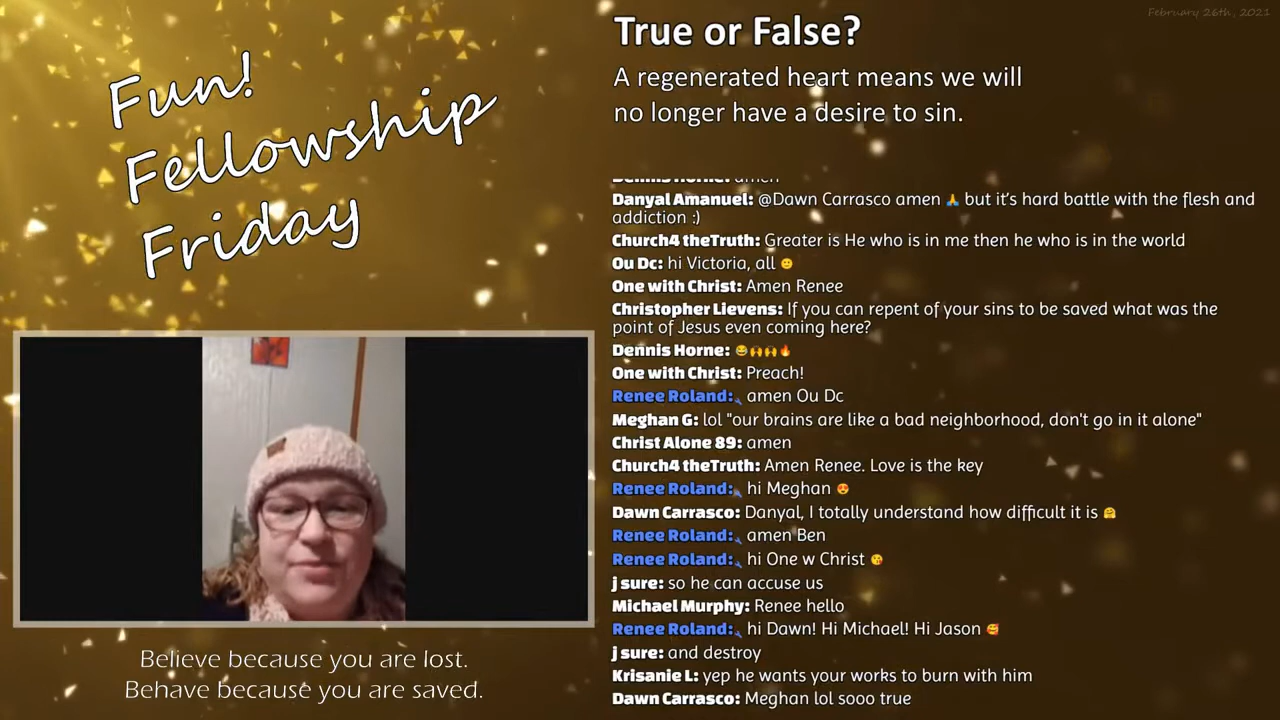 February 26th, 2021
True or False?
A regenerated heart means we will
no longer have a desire to sin.
Fun!
Fellowship
Friday
Dennis Horne: amen
Danyal Amanuel: @Dawn Carrasco amen 🙏 but it's hard battle with the flesh and
addiction :)
Church4 theTruth: Greater is He who is in me then he who is in the world
Ou Dc: hi Victoria, all 🙂
One with Christ: Amen Renee
Christopher Lievens: If you can repent of your sins to be saved what was the
point of Jesus even coming here?
Dennis Horne: 😂🙌🙌🔥
One with Christ: Preach!
Renee Roland: amen Ou Dc
Meghan G: lol "our brains are like a bad neighborhood, don't go in it alone"
Christ Alone 89: amen
Church4 theTruth: Amen Renee. Love is the key
Renee Roland: hi Meghan 😍
Dawn Carrasco: Danyal, I totally understand how difficult it is 🤗
Renee Roland: amen Ben
Renee Roland: hi One w Christ 😘
j sure: so he can accuse us
Michael Murphy: Renee hello
Renee Roland: hi Dawn! Hi Michael! Hi Jason 🥰
j sure: and destroy
Krisanie L: yep he wants your works to burn with him
Dawn Carrasco: Meghan lol sooo true
Believe because you are lost.
Behave because you are saved.